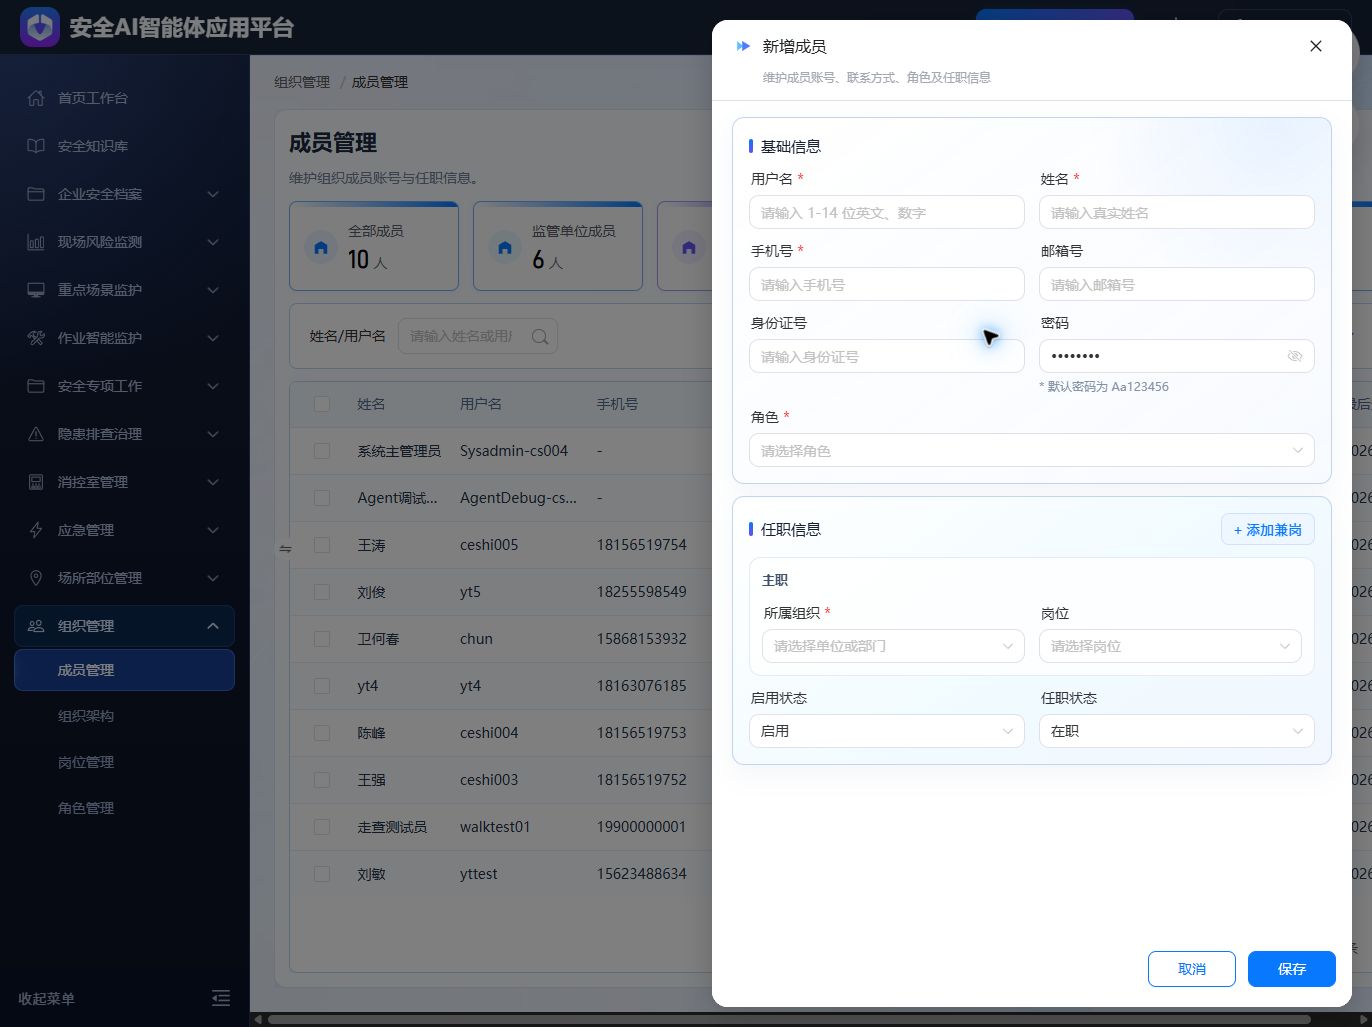 安全AI智能体应用平台
首页工作台
安全知识库
企业安全档案
现场风险监测
重点场景监护
作业智能监护
安全专项工作
隐患排查治理
消控室管理
应急管理
场所部位管理
组织管理
成员管理
组织架构
岗位管理
角色管理
收起菜单
组织管理 / 成员管理
成员管理
维护组织成员账号与任职信息。
全部成员
10 人
监管单位成员
6 人
姓名/用户名 请输入姓名或用
姓名 用户名 手机号
系统主管理员 Sysadmin-cs004 -
Agent调试... AgentDebug-cs... -
王涛 ceshi005 18156519754
刘俊 yt5 18255598549
卫何春 chun 15868153932
yt4 yt4 18163076185
陈峰 ceshi004 18156519753
王强 ceshi003 18156519752
走查测试员 walktest01 19900000001
刘敏 yttest 15623488634
新增成员
维护成员账号、联系方式、角色及任职信息
基础信息
用户名 * 姓名 *
请输入 1-14 位英文、数字 请输入真实姓名
手机号 * 邮箱号
请输入手机号 请输入邮箱号
身份证号 密码
请输入身份证号 ••••••••
* 默认密码为 Aa123456
角色 *
请选择角色
任职信息 + 添加兼岗
主职
所属组织 * 岗位
请选择单位或部门 请选择岗位
启用状态 任职状态
启用 在职
取消 保存